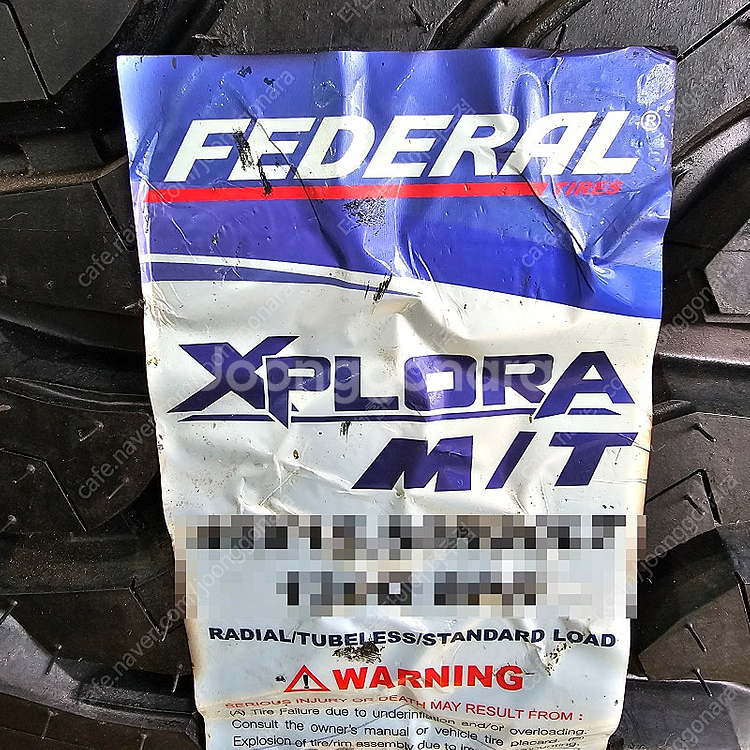 FEDERAL®
TIRES
XPLORA
M/T
RADIAL/TUBELESS/STANDARD LOAD
⚠WARNING
SERIOUS INJURY OR DEATH MAY RESULT FROM :
(A) Tire Failure due to underinflation and/or overloading.
Consult the owner's manual or vehicle tire placard
Explosion of tire/rim assembly due to
Joonggonara
cafe.naver.com/joonggonara